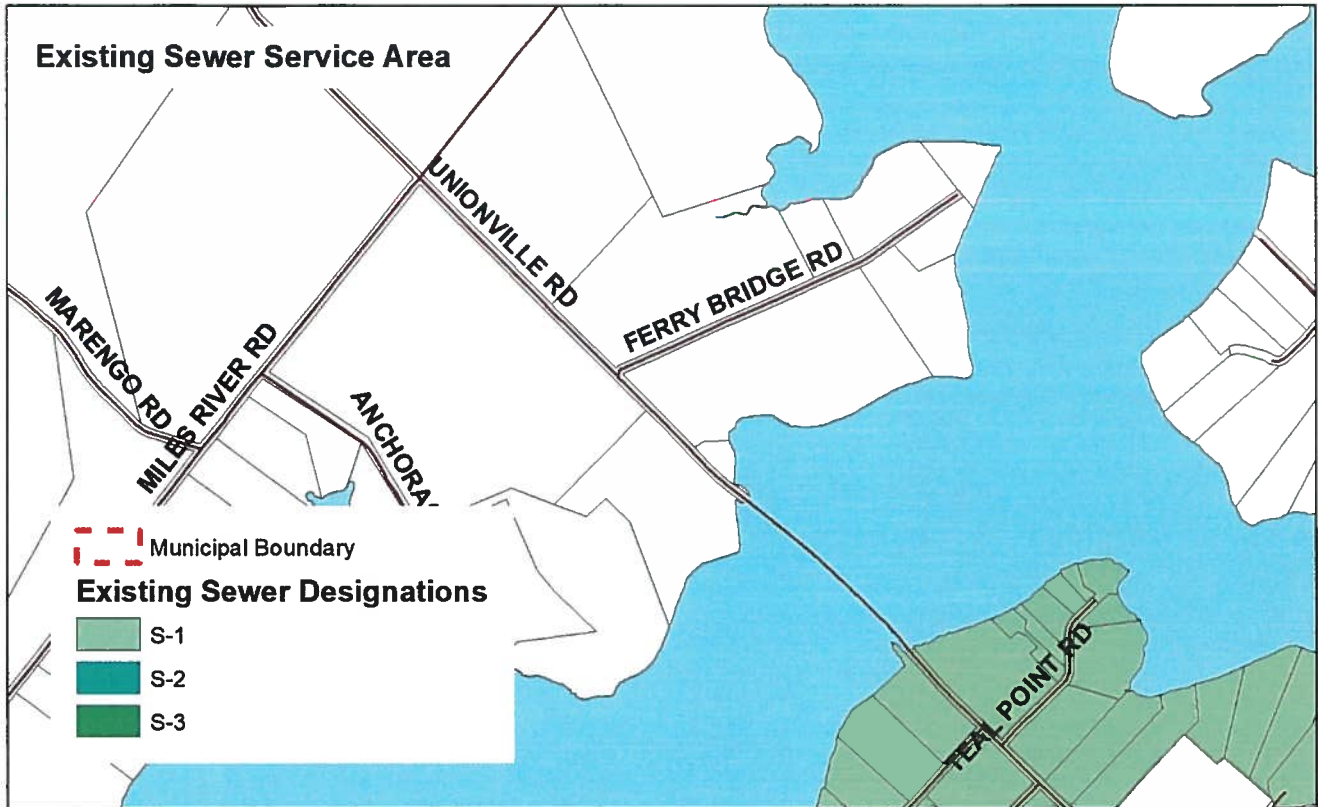 Existing Sewer Service Area
UNIONVILLE RD
FERRY BRIDGE RD
MARENGO RD
MILES RIVER RD
ANCHORAG
Municipal Boundary
Existing Sewer Designations
S-1
S-2
S-3
TEAL POINT RD